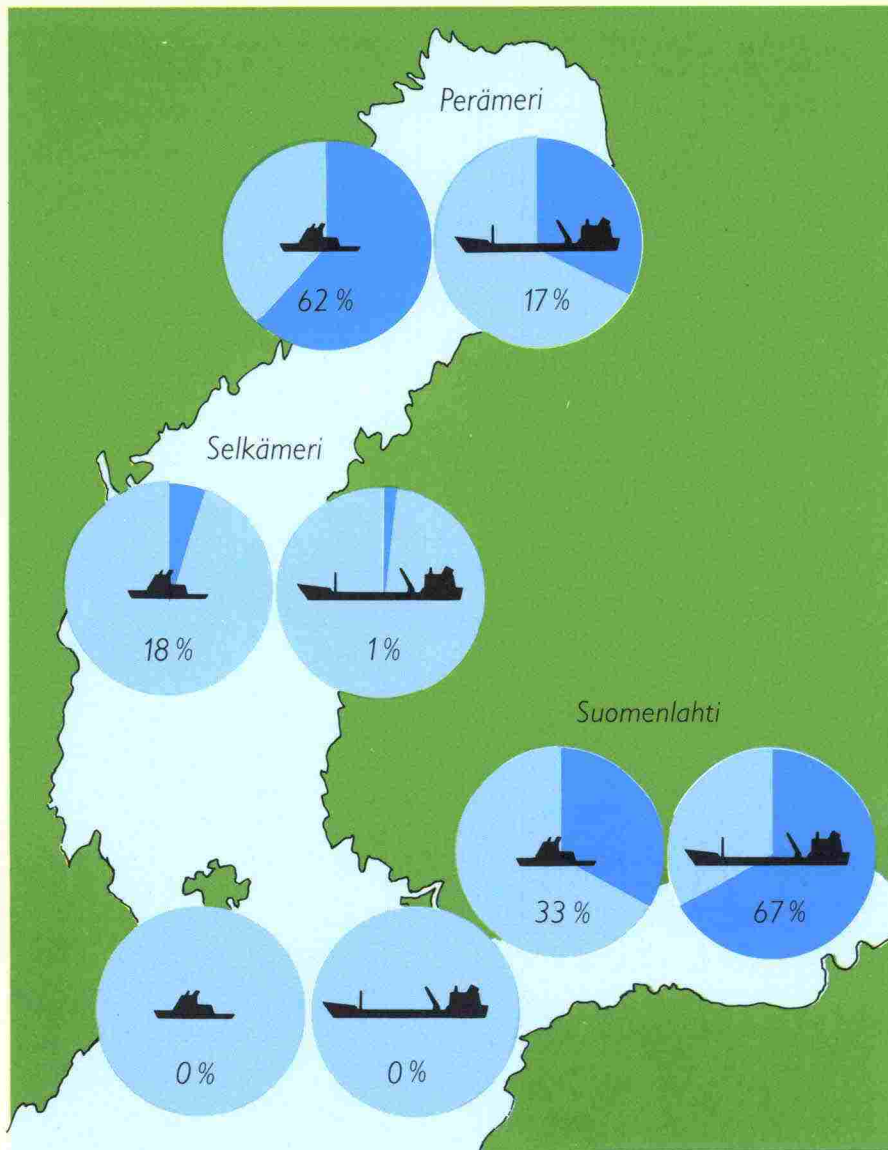 Perämeri
62 %
17 %
Selkämeri
18 %
1 %
Suomenlahti
33 %
67 %
0 %
0 %